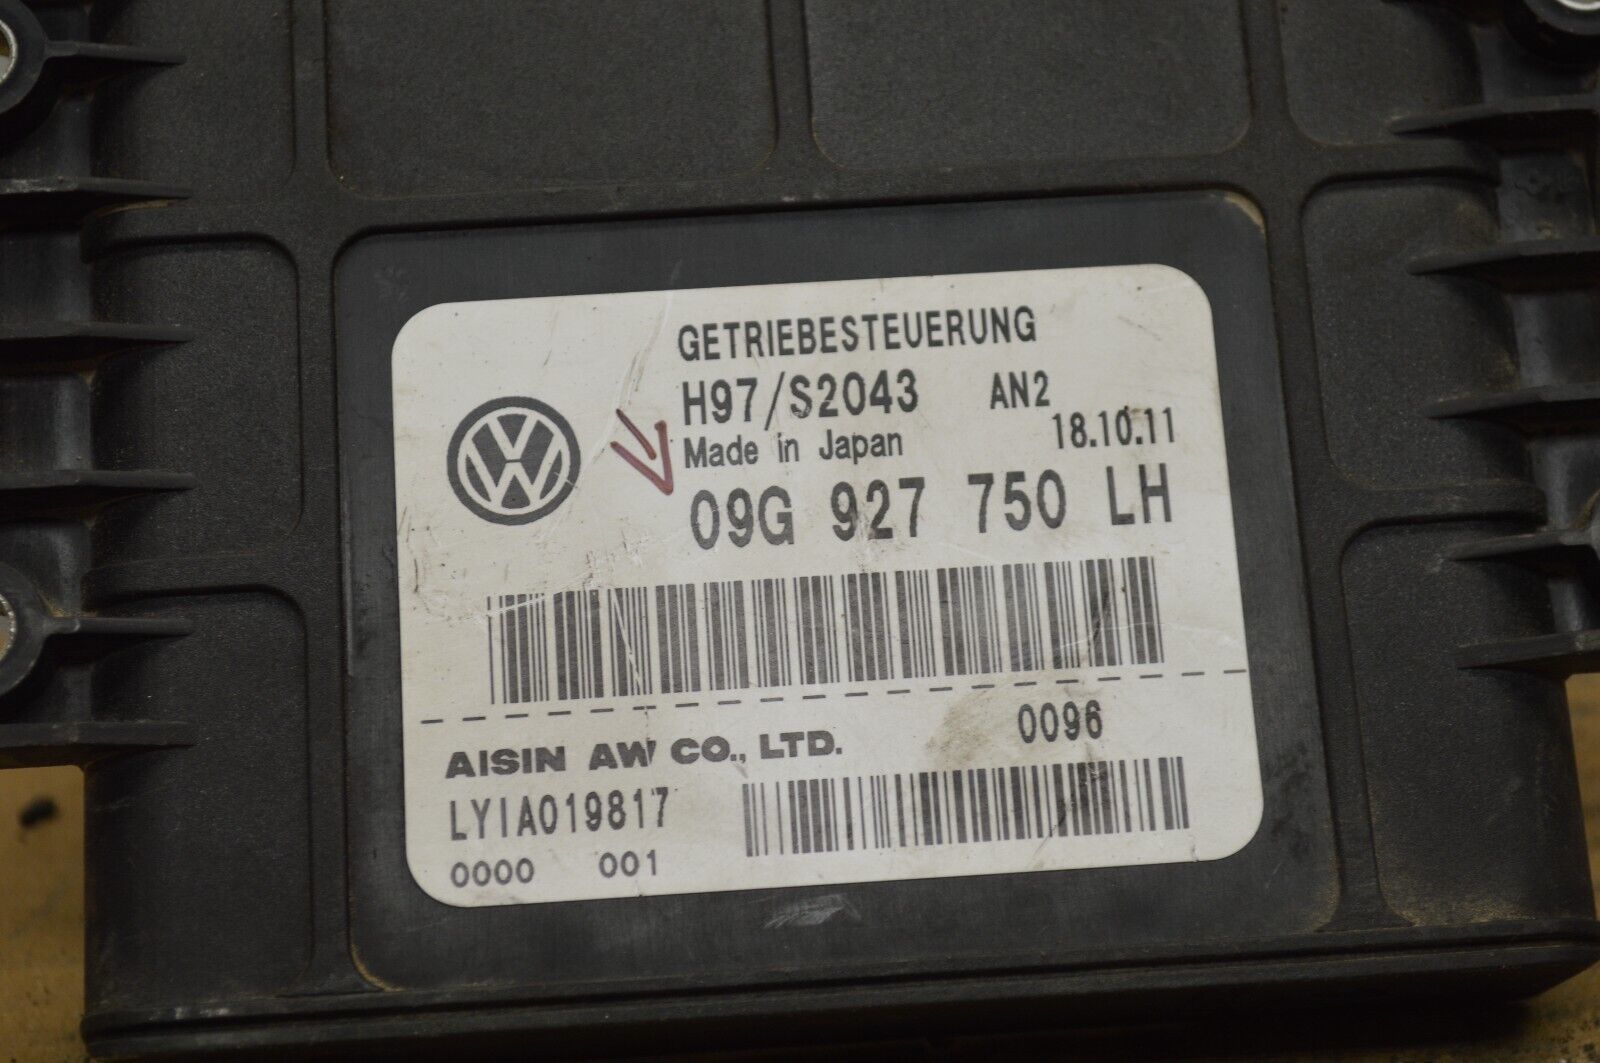 GETRIEBESTEUERUNG
H97/S2043 AN2
Made in Japan 18.10.11
09G 927 750 LH
0096
AISIN AW CO., LTD.
LYIA019817
0000 001